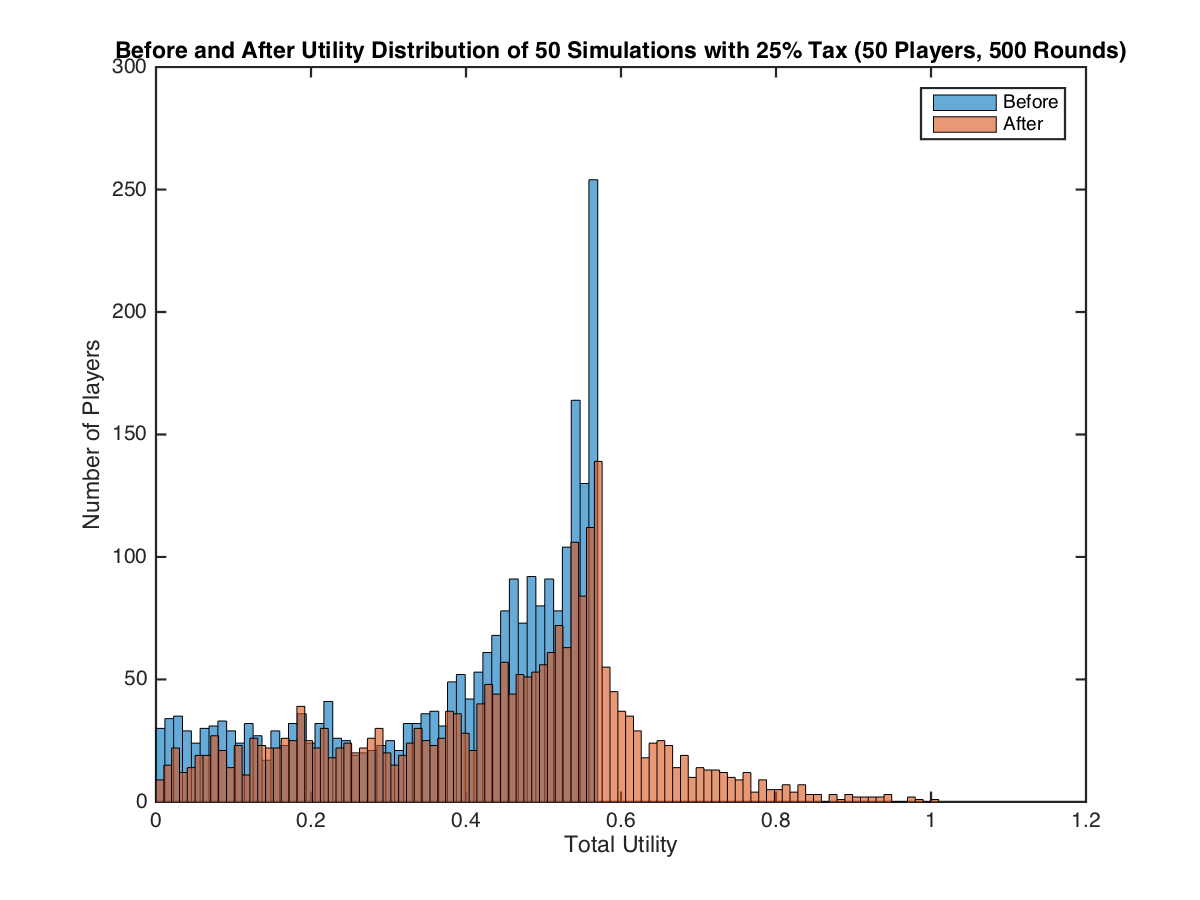 Before and After Utility Distribution of 50 Simulations with 25% Tax (50 Players, 500 Rounds)
300
Before
After
250
200
150
100
50
0
Number of Players
0 0.2 0.4 0.6 0.8 1 1.2
Total Utility